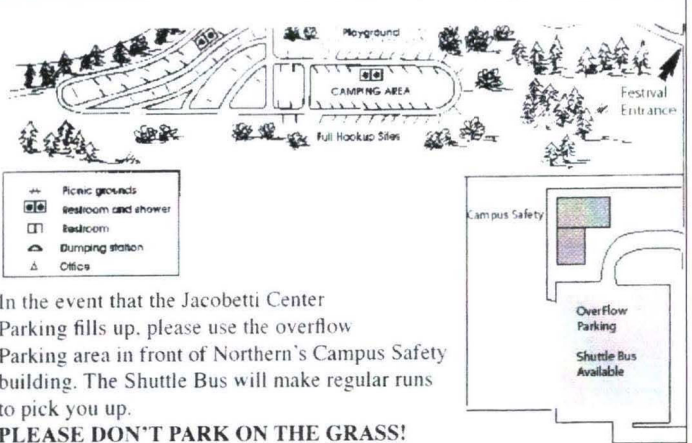 Playground
CAMPING AREA
Full Hookup Sites
Festival
Entrance
Picnic grounds
Restroom and shower
Restroom
Dumping station
Office
Campus Safety
OverFlow
Parking
Shuttle Bus
Available
In the event that the Jacobetti Center
Parking fills up, please use the overflow
Parking area in front of Northern's Campus Safety
building. The Shuttle Bus will make regular runs
to pick you up.
PLEASE DON'T PARK ON THE GRASS!